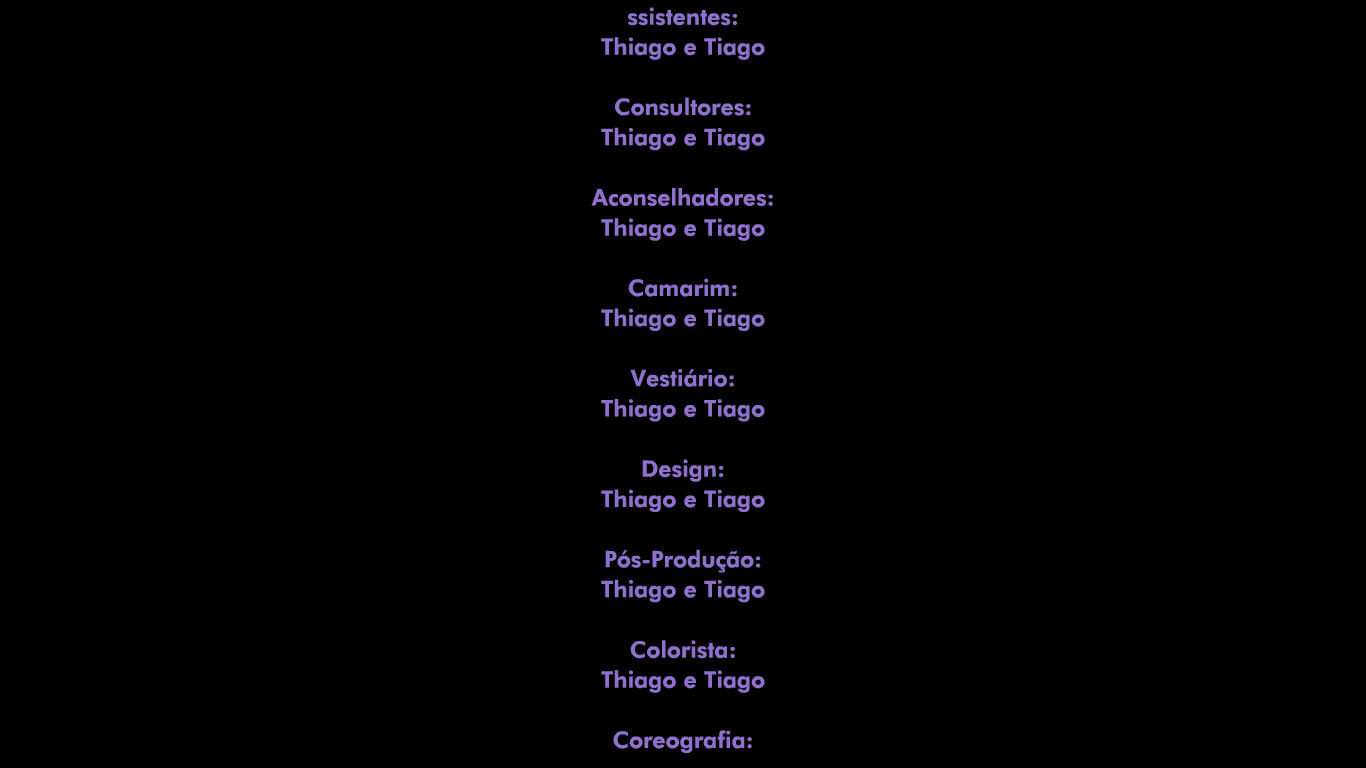 ssistentes:
Thiago e Tiago
Consultores:
Thiago e Tiago
Aconselhadores:
Thiago e Tiago
Camarim:
Thiago e Tiago
Vestiário:
Thiago e Tiago
Design:
Thiago e Tiago
Pós-Produção:
Thiago e Tiago
Colorista:
Thiago e Tiago
Coreografia: